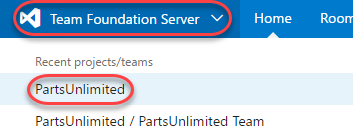 Team Foundation Server Home Room
Recent projects/teams
PartsUnlimited
PartsUnlimited / PartsUnlimited Team